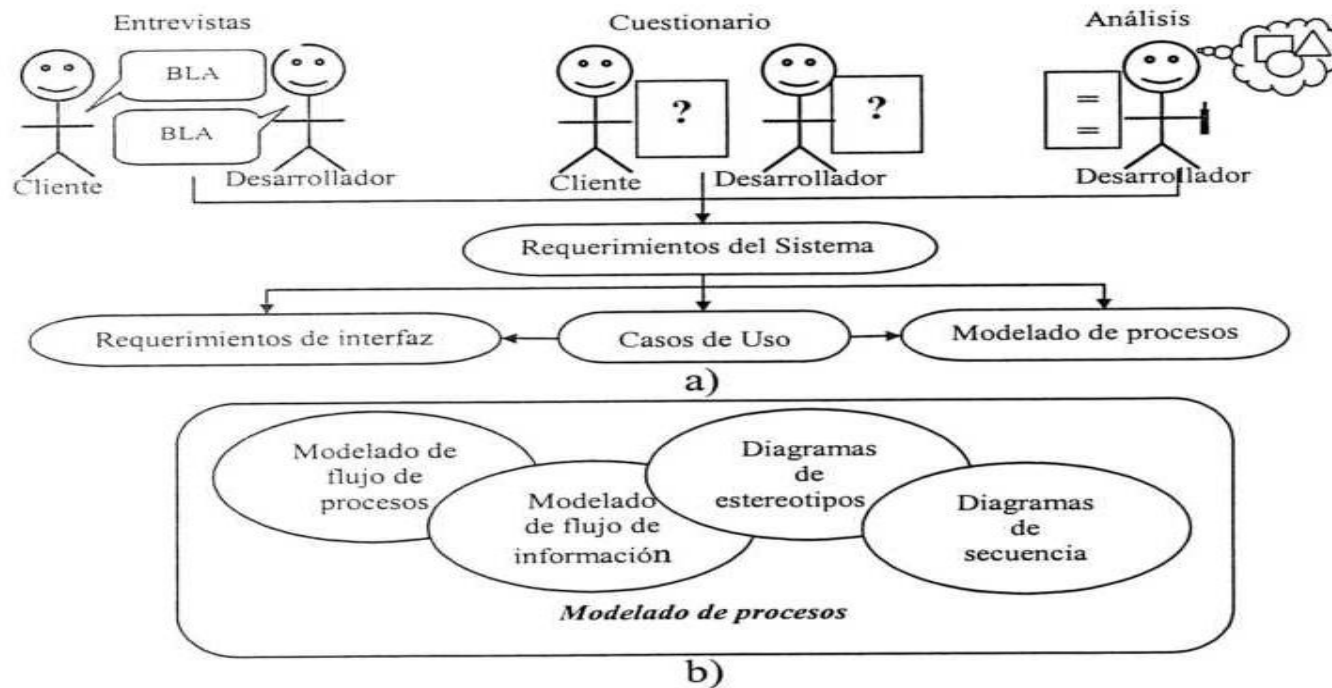 Entrevistas
Cuestionario
Análisis
BLA
BLA
?
?
=
=
Cliente
Desarrollador
Cliente
Desarrollador
Desarrollador
Requerimientos del Sistema
Requerimientos de interfaz
Casos de Uso
Modelado de procesos
a)
Modelado de
flujo de
procesos
Modelado
de flujo de
información
Diagramas
de
estereotipos
Diagramas
de
secuencia
Modelado de procesos
b)